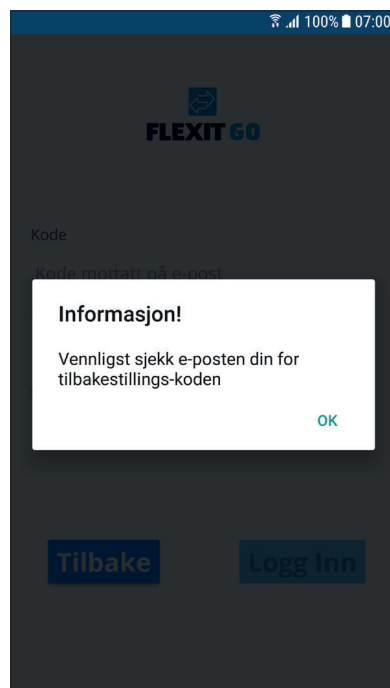 100% 07:00
FLEXIT GO
Kode
Kode mottatt på e-post
Informasjon!
Vennligst sjekk e-posten din for
tilbakestillings-koden
OK
Tilbake
Logg Inn